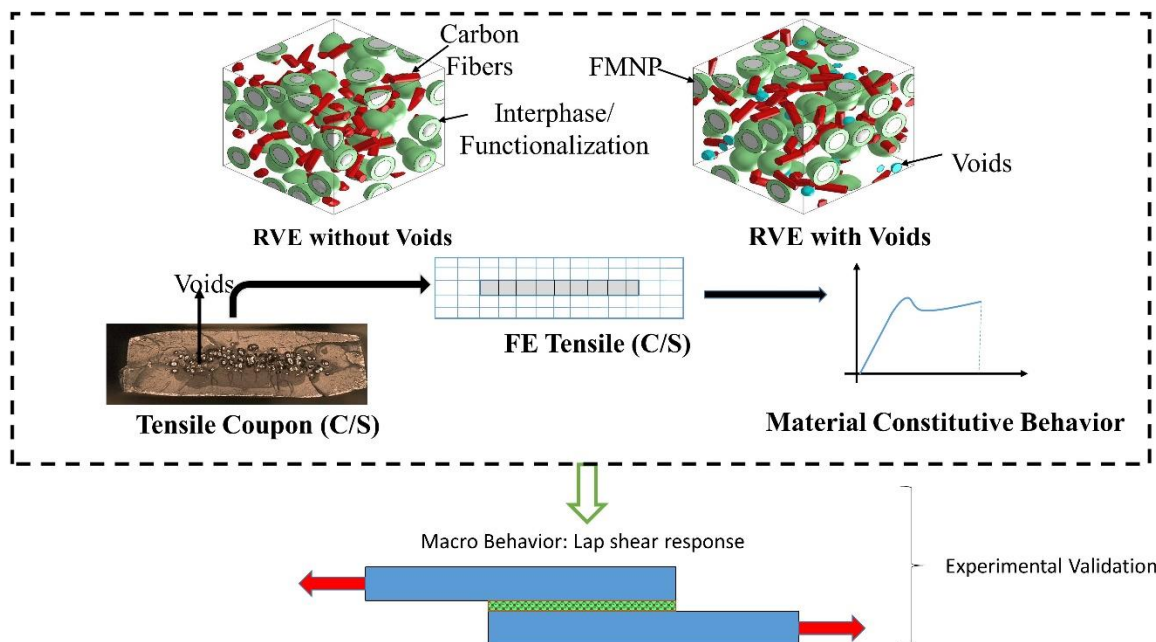 Carbon
Fibers
Interphase/
Functionalization
RVE without Voids
FMNP
Voids
RVE with Voids
Voids
Tensile Coupon (C/S)
FE Tensile (C/S)
Material Constitutive Behavior
Macro Behavior: Lap shear response
Experimental Validation